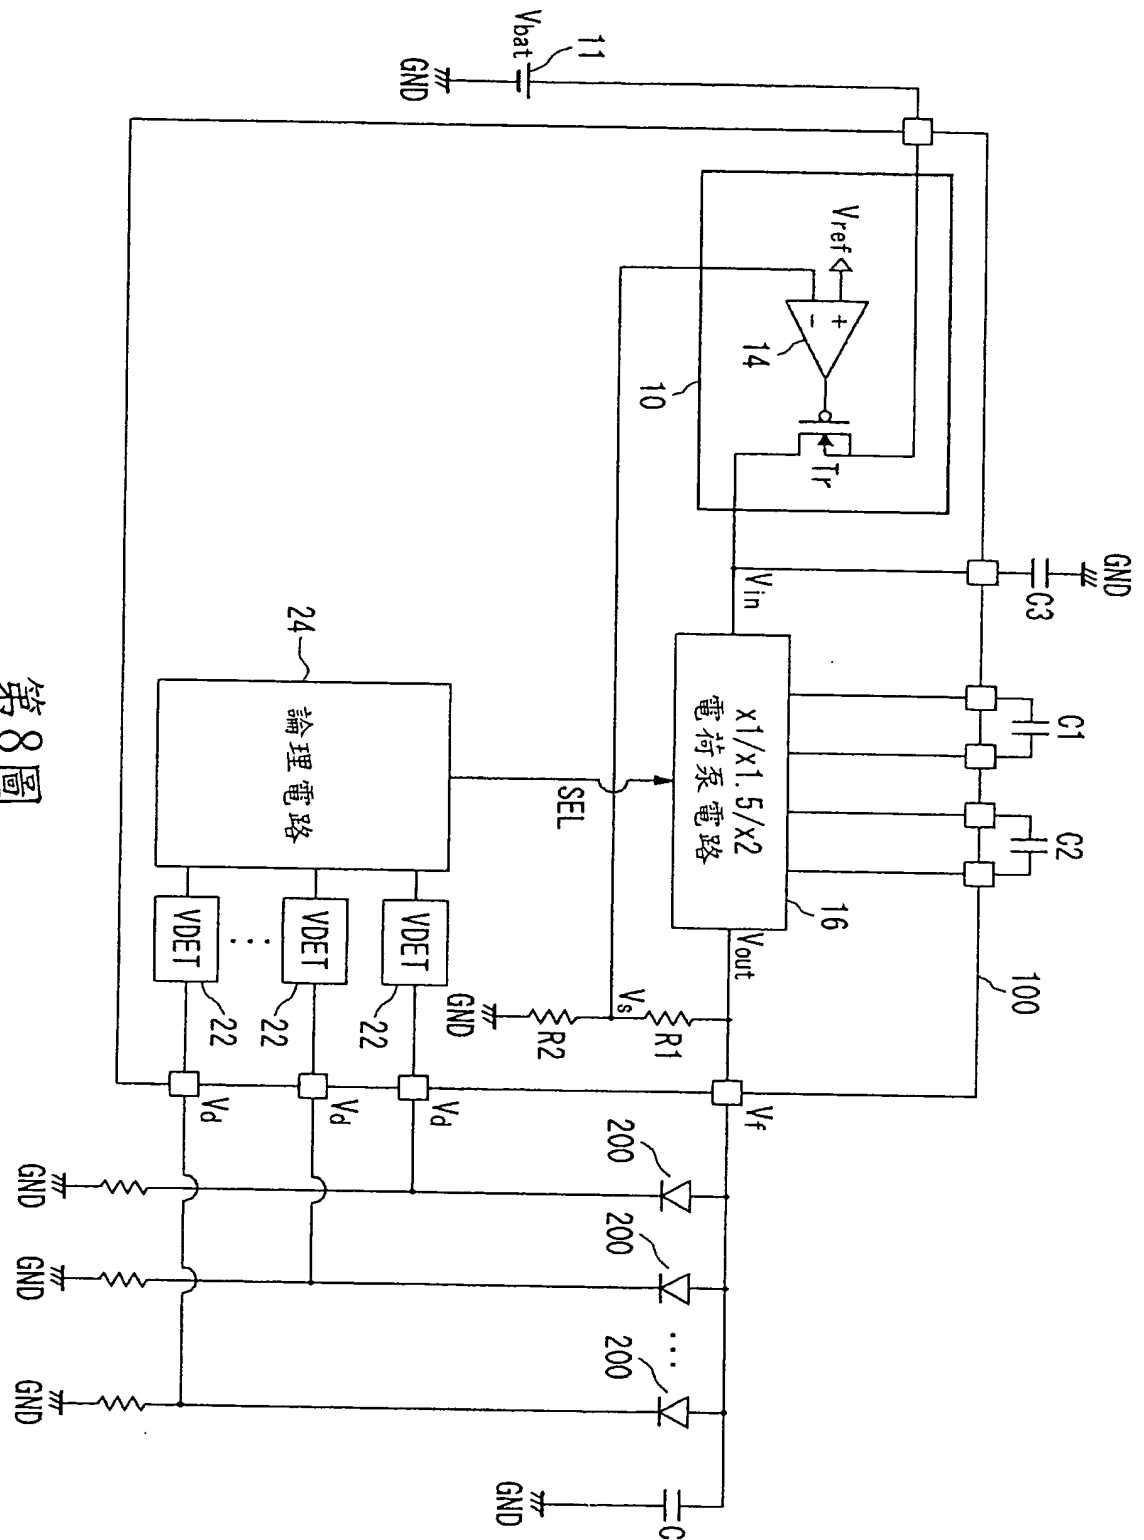 GND
C3
C1
C2
100
11
Vbat
GND
Vref
+
-
14
10
Tr
Vin
x1/x1.5/x2
電荷泵電路
16
Vout
Vf
SEL
Vs
R1
R2
GND
24
論理電路
VDET
22
Vd
VDET
22
Vd
...
VDET
22
Vd
200
200
...
200
GND
GND
GND
GND
C
第8圖